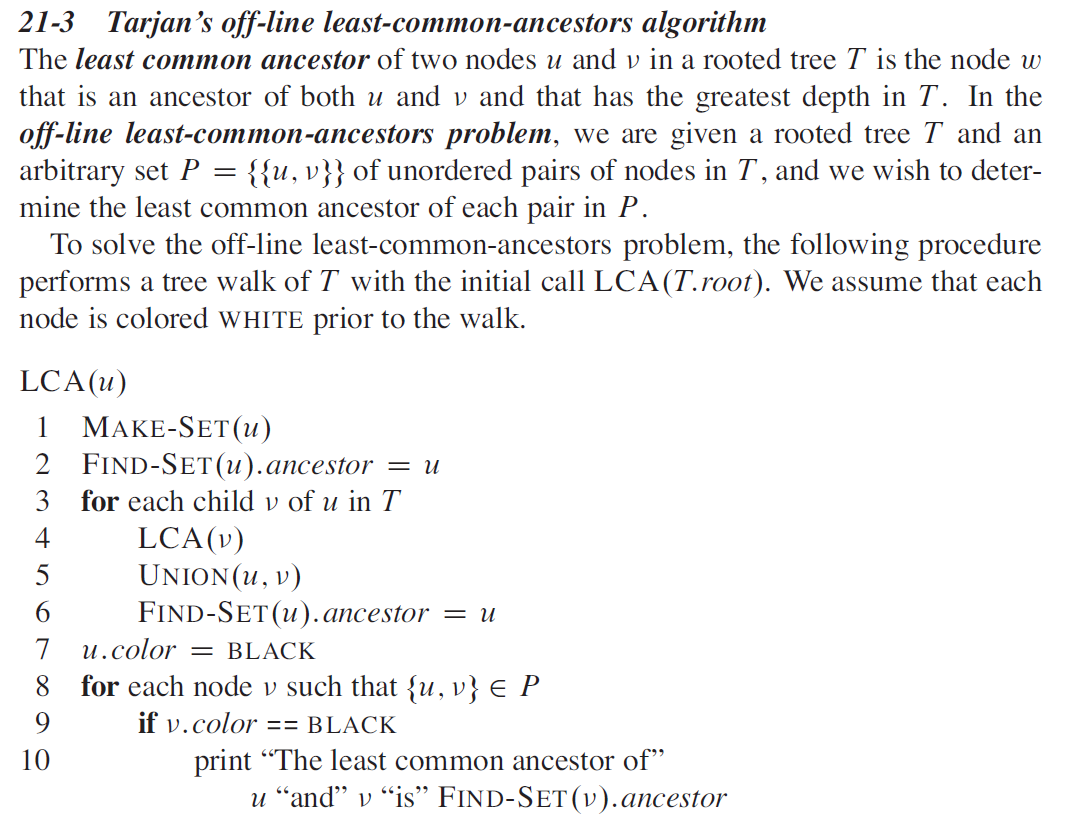 21-3 Tarjan's off-line least-common-ancestors algorithm
The least common ancestor of two nodes u and v in a rooted tree T is the node w
that is an ancestor of both u and v and that has the greatest depth in T. In the
off-line least-common-ancestors problem, we are given a rooted tree T and an
arbitrary set P = {{u, v}} of unordered pairs of nodes in T, and we wish to deter-
mine the least common ancestor of each pair in P.
To solve the off-line least-common-ancestors problem, the following procedure
performs a tree walk of T with the initial call LCA(T.root). We assume that each
node is colored WHITE prior to the walk.
LCA(u)
1 MAKE-SET(u)
2 FIND-SET(u).ancestor = u
3 for each child v of u in T
4 LCA(v)
5 UNION(u, v)
6 FIND-SET(u).ancestor = u
7 u.color = BLACK
8 for each node v such that {u, v} ∈ P
9 if v.color == BLACK
10 print “The least common ancestor of”
u “and” v “is” FIND-SET(v).ancestor